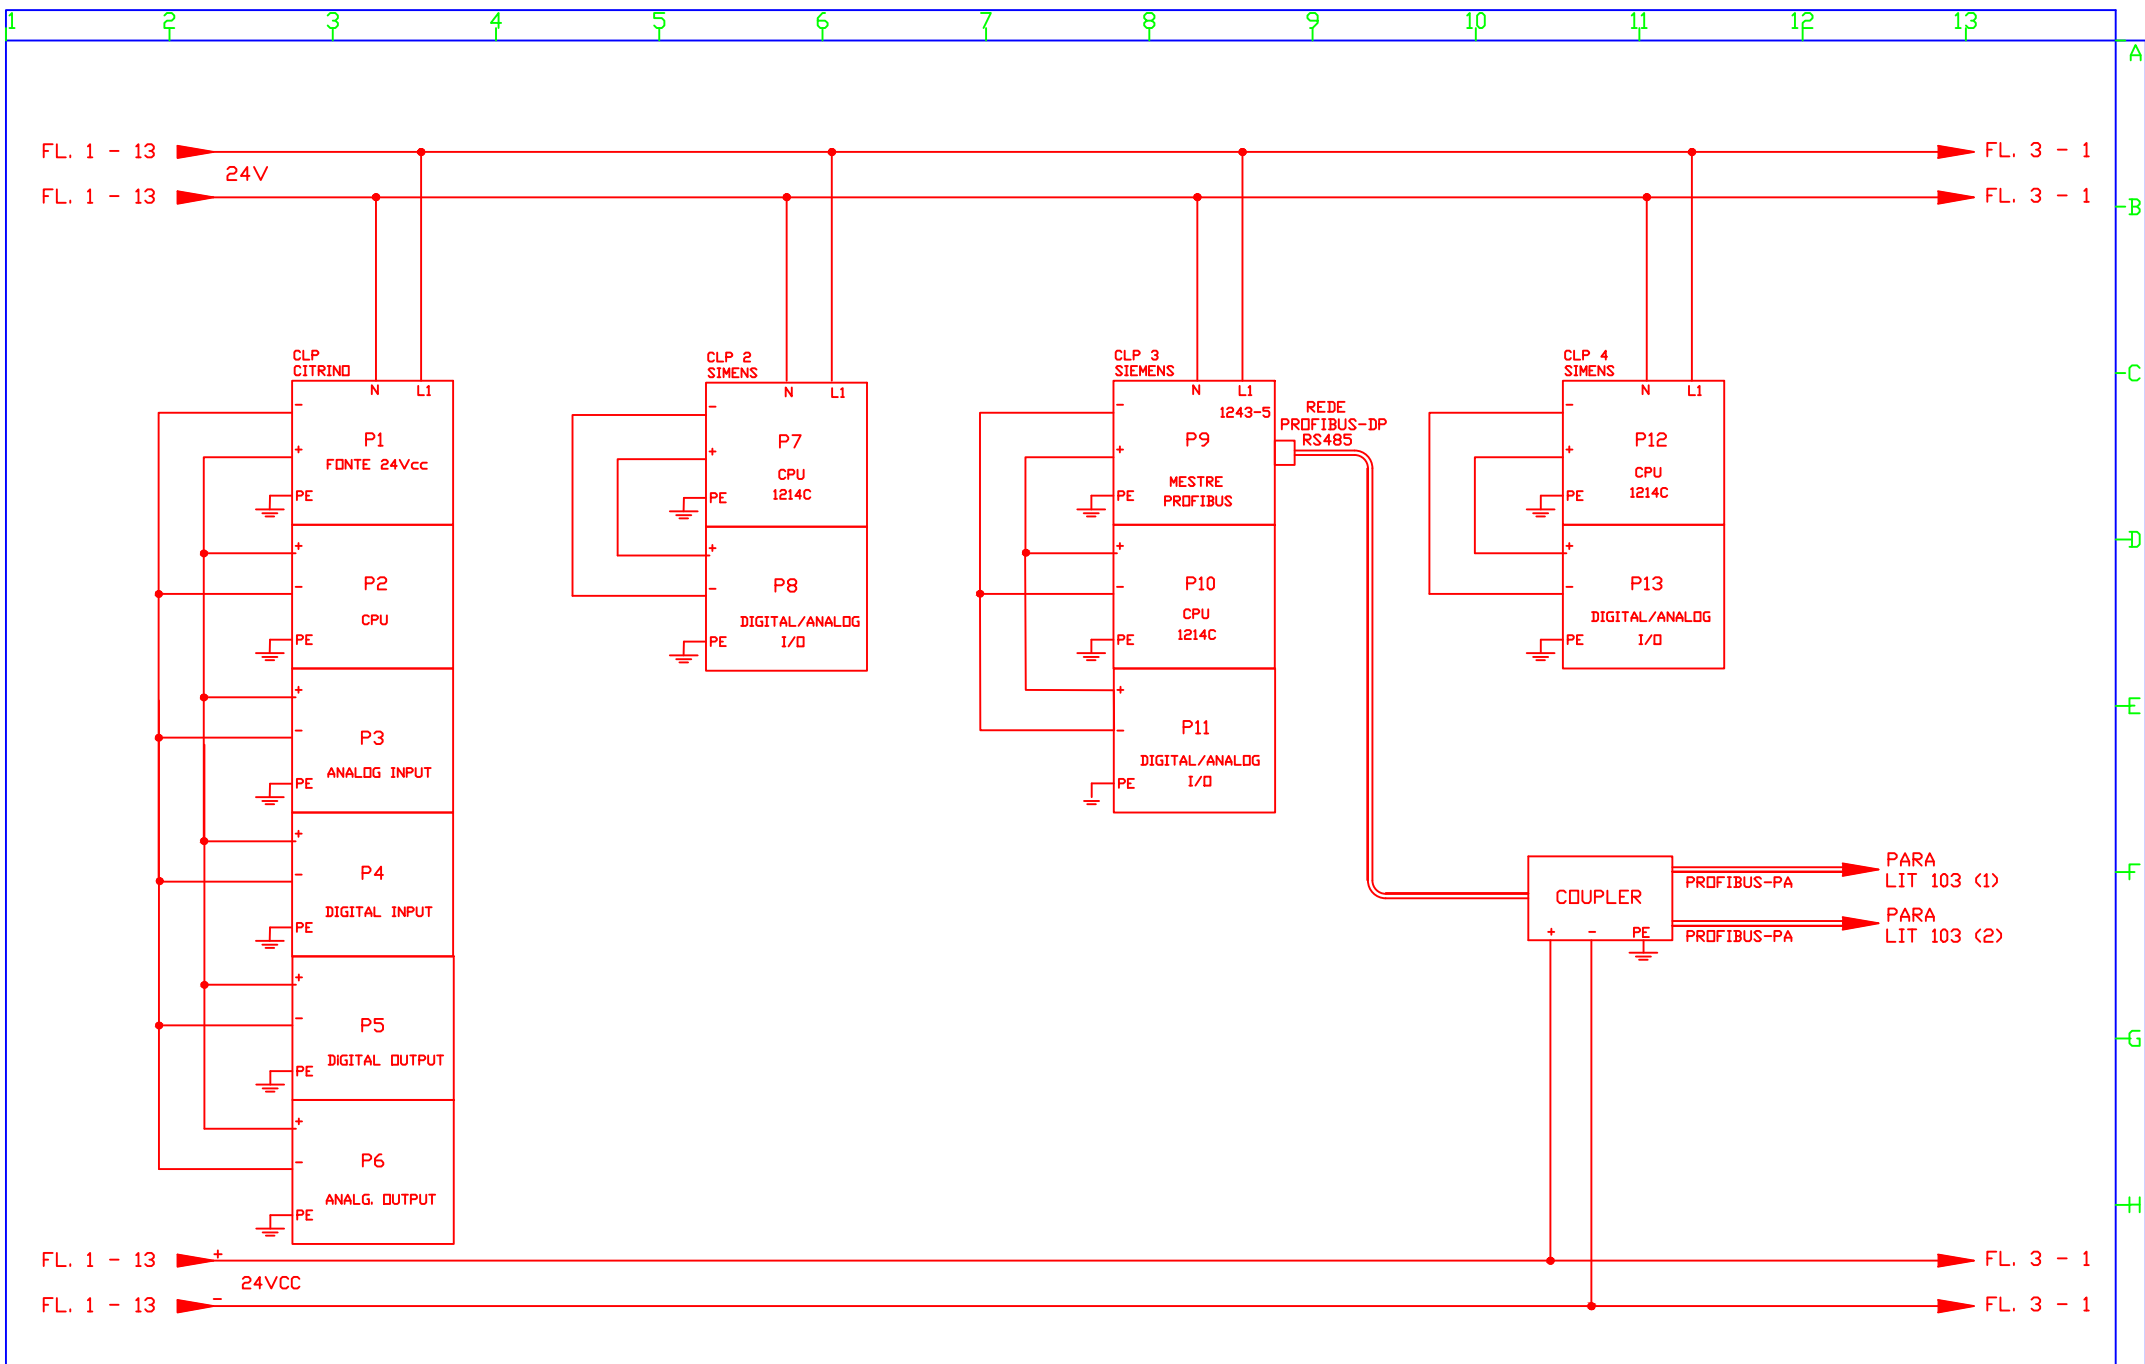 1 2 3 4 5 6 7 8 9 10 11 12 13
A
FL. 1 - 13
FL. 3 - 1
24V
FL. 1 - 13
FL. 3 - 1
B
CLP
CITRINO
N L1
-
P1
+
FONTE 24Vcc
PE
+
P2
-
CPU
PE
+
-
P3
ANALOG INPUT
PE
+
P4
-
DIGITAL INPUT
PE
+
-
P5
DiGITAL OUTPUT
PE
+
-
P6
ANALG. OUTPUT
PE
CLP 2
SIMENS
N L1
-
P7
+
CPU
1214C
PE
+
P8
-
DIGITAL/ANALOG
I/O
PE
CLP 3
SIEMENS
N L1
-
1243-5
P9
+
MESTRE
PROFIBUS
PE
+
P10
-
CPU
1214C
PE
+
P11
-
DIGITAL/ANALOG
I/O
PE
REDE
PROFIBUS-DP
RS485
CLP 4
SIMENS
N L1
-
P12
+
CPU
1214C
PE
+
P13
-
DIGITAL/ANALOG
I/O
PE
C
D
E
F
G
H
COUPLER
+ - PE
PROFIBUS-PA
PARA
LIT 103 (1)
PROFIBUS-PA
PARA
LIT 103 (2)
FL. 1 - 13
+
FL. 3 - 1
24VCC
FL. 1 - 13
-
FL. 3 - 1